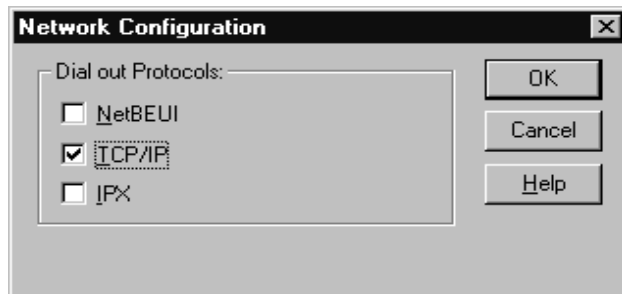 Network Configuration
Dial out Protocols:
NetBEUI
TCP/IP
IPX
OK
Cancel
Help